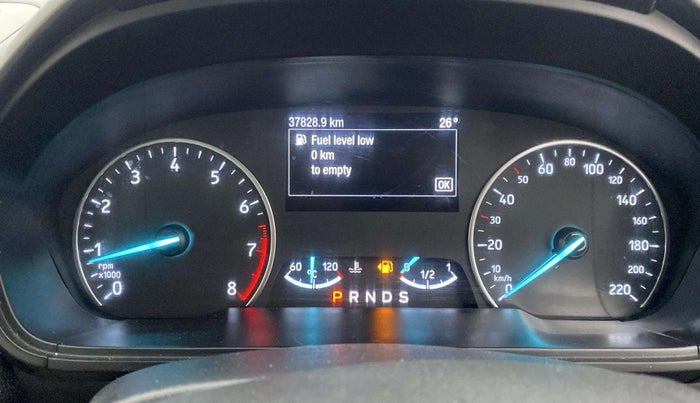 37828.9 km 26°
Fuel level low
0 km
to empty
OK
0 1 2 3 4 5 6 7 8
rpm
x1000
60 °C 120
0 1/2 1
P R N D S
0 10 20 30 40 50 60 80 100 120 140 160 180 200 220
km/h